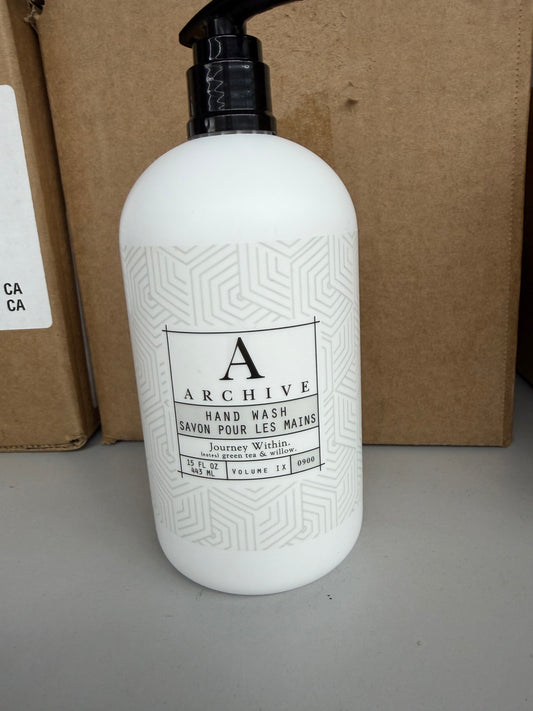 CA
CA
A
ARCHIVE
HAND WASH
SAVON POUR LES MAINS
Journey Within.
(notes) green tea & willow.
15 FL OZ
443 ML
VOLUME IX
0900